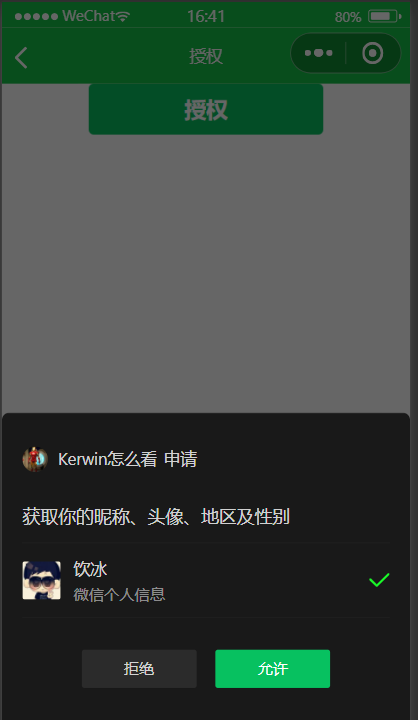 ●●●●● WeChat 16:41 80%
授权
授权
Kerwin怎么看 申请
获取你的昵称、头像、地区及性别
饮冰
微信个人信息
拒绝 允许